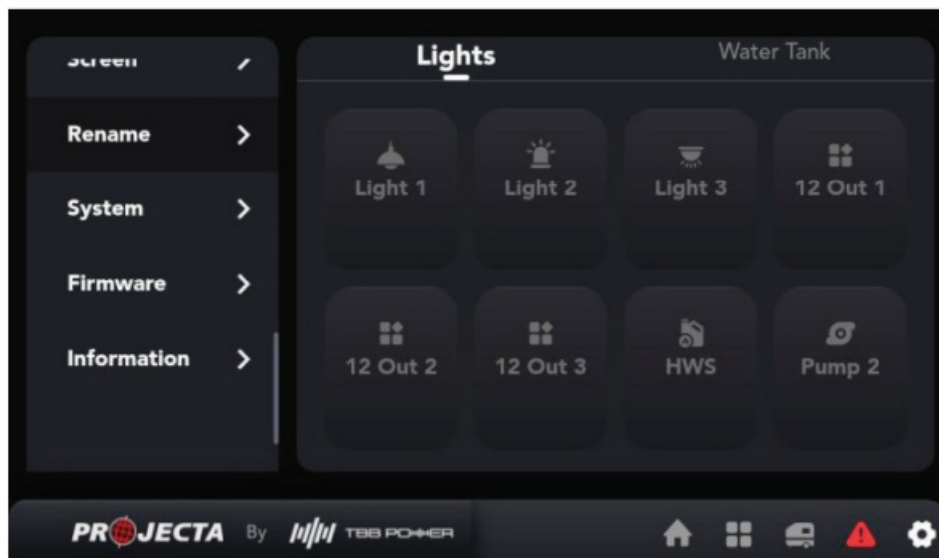 Screen
Rename
System
Firmware
Information
Lights
Water Tank
Light 1
Light 2
Light 3
12 Out 1
12 Out 2
12 Out 3
HWS
Pump 2
PROJECTA By TBB POWER